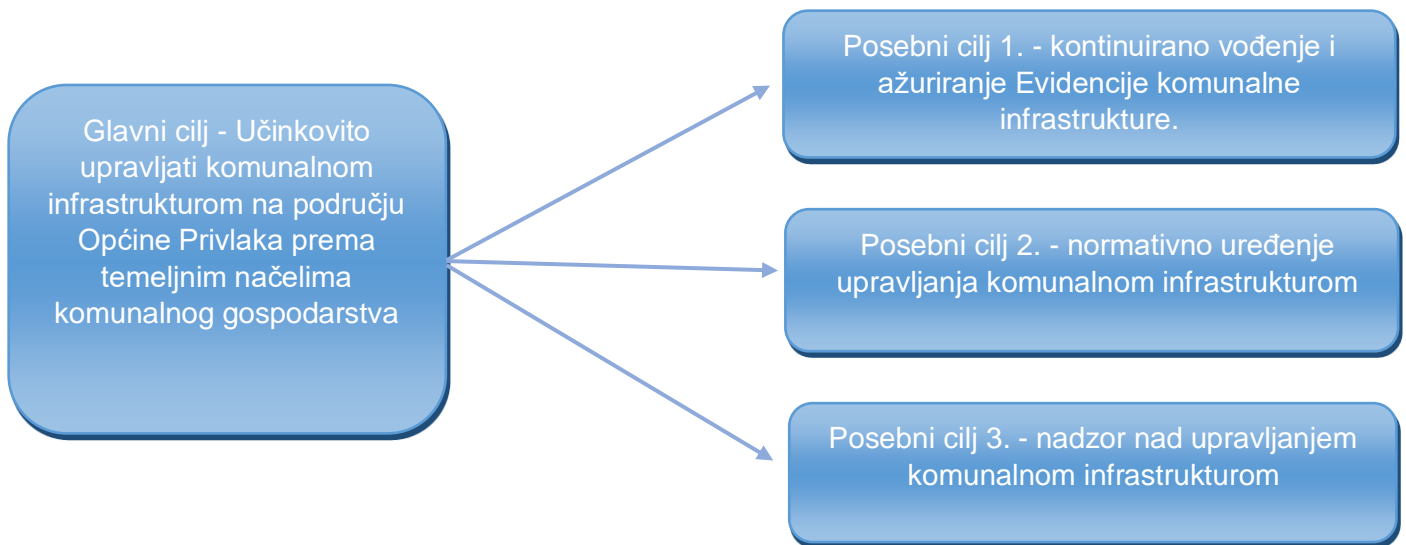 Glavni cilj - Učinkovito
upravljati komunalnom
infrastrukturom na području
Općine Privlaka prema
temeljnim načelima
komunalnog gospodarstva
Posebni cilj 1. - kontinuirano vođenje i
ažuriranje Evidencije komunalne
infrastrukture.
Posebni cilj 2. - normativno uređenje
upravljanja komunalnom infrastrukturom
Posebni cilj 3. - nadzor nad upravljanjem
komunalnom infrastrukturom